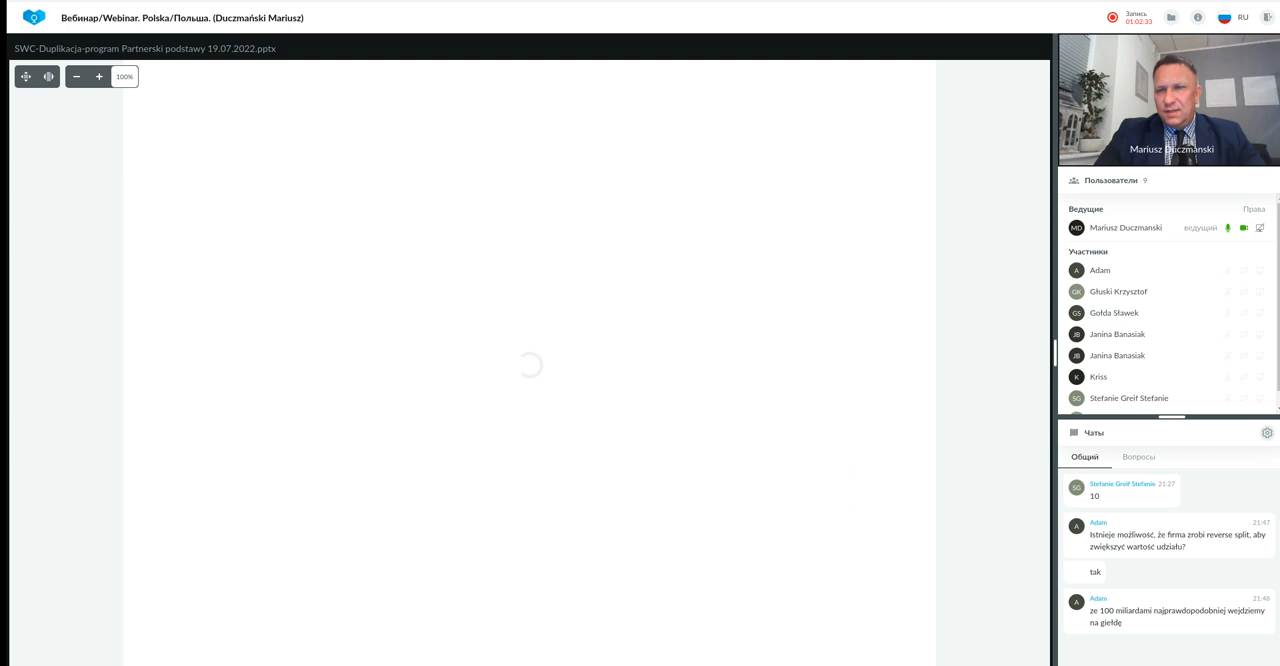 Вебинар/Webinar. Polska/Польша. (Duczmański Mariusz)
Запись
01:02:33
RU
SWC-Duplikacja-program Partnerski podstawy 19.07.2022.pptx
100%
Mariusz Duczmanski
Пользователи 9
Ведущие Права
MD Mariusz Duczmanski ведущий
Участники
A Adam
GK Głuski Krzysztof
GS Gołda Sławek
JB Janina Banasiak
JB Janina Banasiak
K Kriss
SG Stefanie Greif Stefanie
Чаты
Общий Вопросы
SG Stefanie Greif Stefanie 21:27
10
A Adam 21:47
Istnieje możliwość, że firma zrobi reverse split, aby
zwiększyć wartość udziału?
tak
A Adam 21:48
ze 100 miliardami najprawdopodobniej wejdziemy
na giełdę